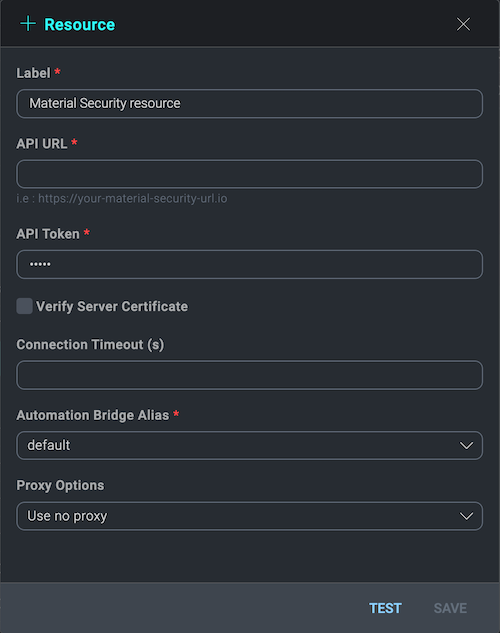 + Resource
Label *
Material Security resource
API URL *
i.e : https://your-material-security-url.io
API Token *
•••••
Verify Server Certificate
Connection Timeout (s)
Automation Bridge Alias *
default
Proxy Options
Use no proxy
TEST SAVE